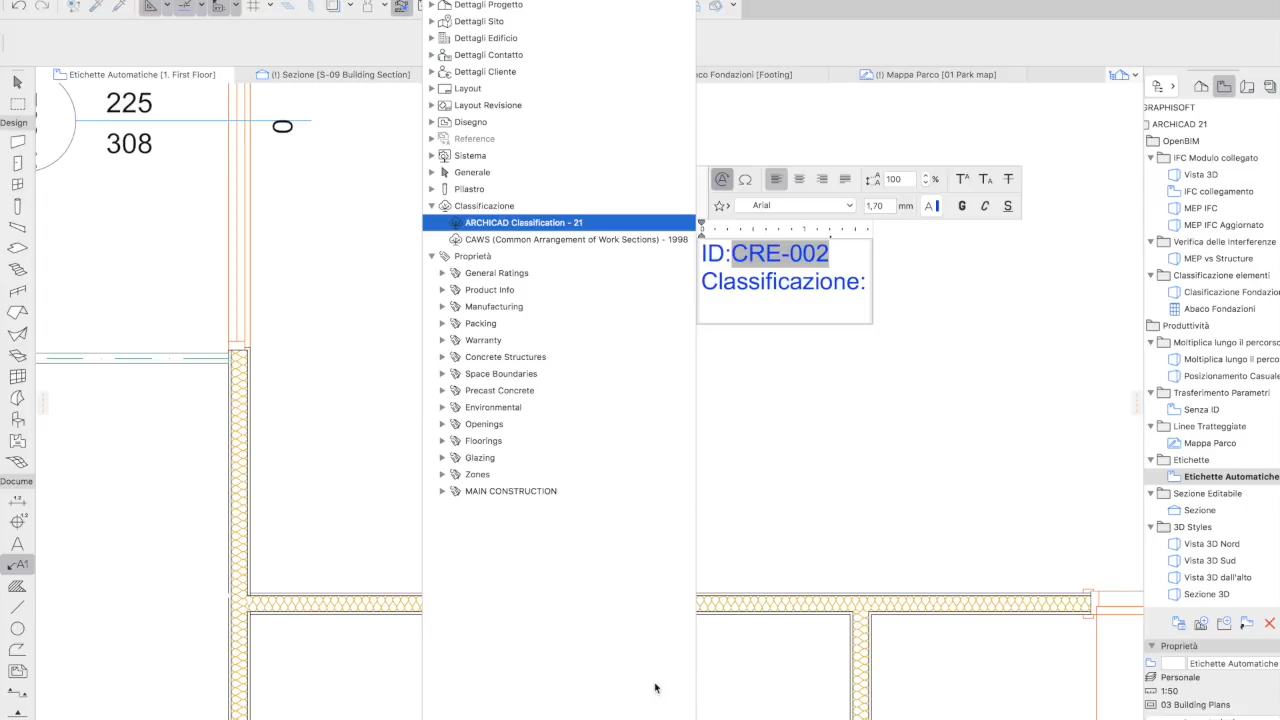 Dettagli Progetto
Dettagli Sito
Dettagli Edificio
Dettagli Contatto
Dettagli Cliente
Layout
Layout Revisione
Disegno
Reference
Sistema
Generale
Pilastro
Classificazione
ARCHICAD Classification - 21
CAWS (Common Arrangement of Work Sections) - 1998
Proprietà
General Ratings
Product Info
Manufacturing
Packing
Warranty
Concrete Structures
Space Boundaries
Precast Concrete
Environmental
Openings
Floorings
Glazing
Zones
MAIN CONSTRUCTION
Etichette Automatiche [1. First Floor]
(!) Sezione [S-09 Building Section]
co Fondazioni [Footing]
(!) Mappa Parco [01 Park map]
Design
Docume
A1
225
308
0
100
%
Arial
1,70
mm
G
C
S
1
ID:CRE-002
Classificazione:
GRAPHISOFT
ARCHICAD 21
OpenBIM
IFC Modulo collegato
Vista 3D
IFC collegamento
MEP IFC
MEP IFC Aggiornato
Verifica delle Interferenze
MEP vs Structure
Classificazione elementi
Clasificazione Fondazion
Abaco Fondazioni
Produttività
Moltiplica lungo il percorso
Moltiplica lungo il perco
Posizionamento Casuale
Trasferimento Parametri
Senza ID
Linee Tratteggiate
Mappa Parco
Etichette
Etichette Automatiche
Sezione Editabile
Sezione
3D Styles
Vista 3D Nord
Vista 3D Sud
Vista 3D dall'alto
Sezione 3D
Proprietà
Etichette Automatiche
Personale
1:50
03 Building Plans